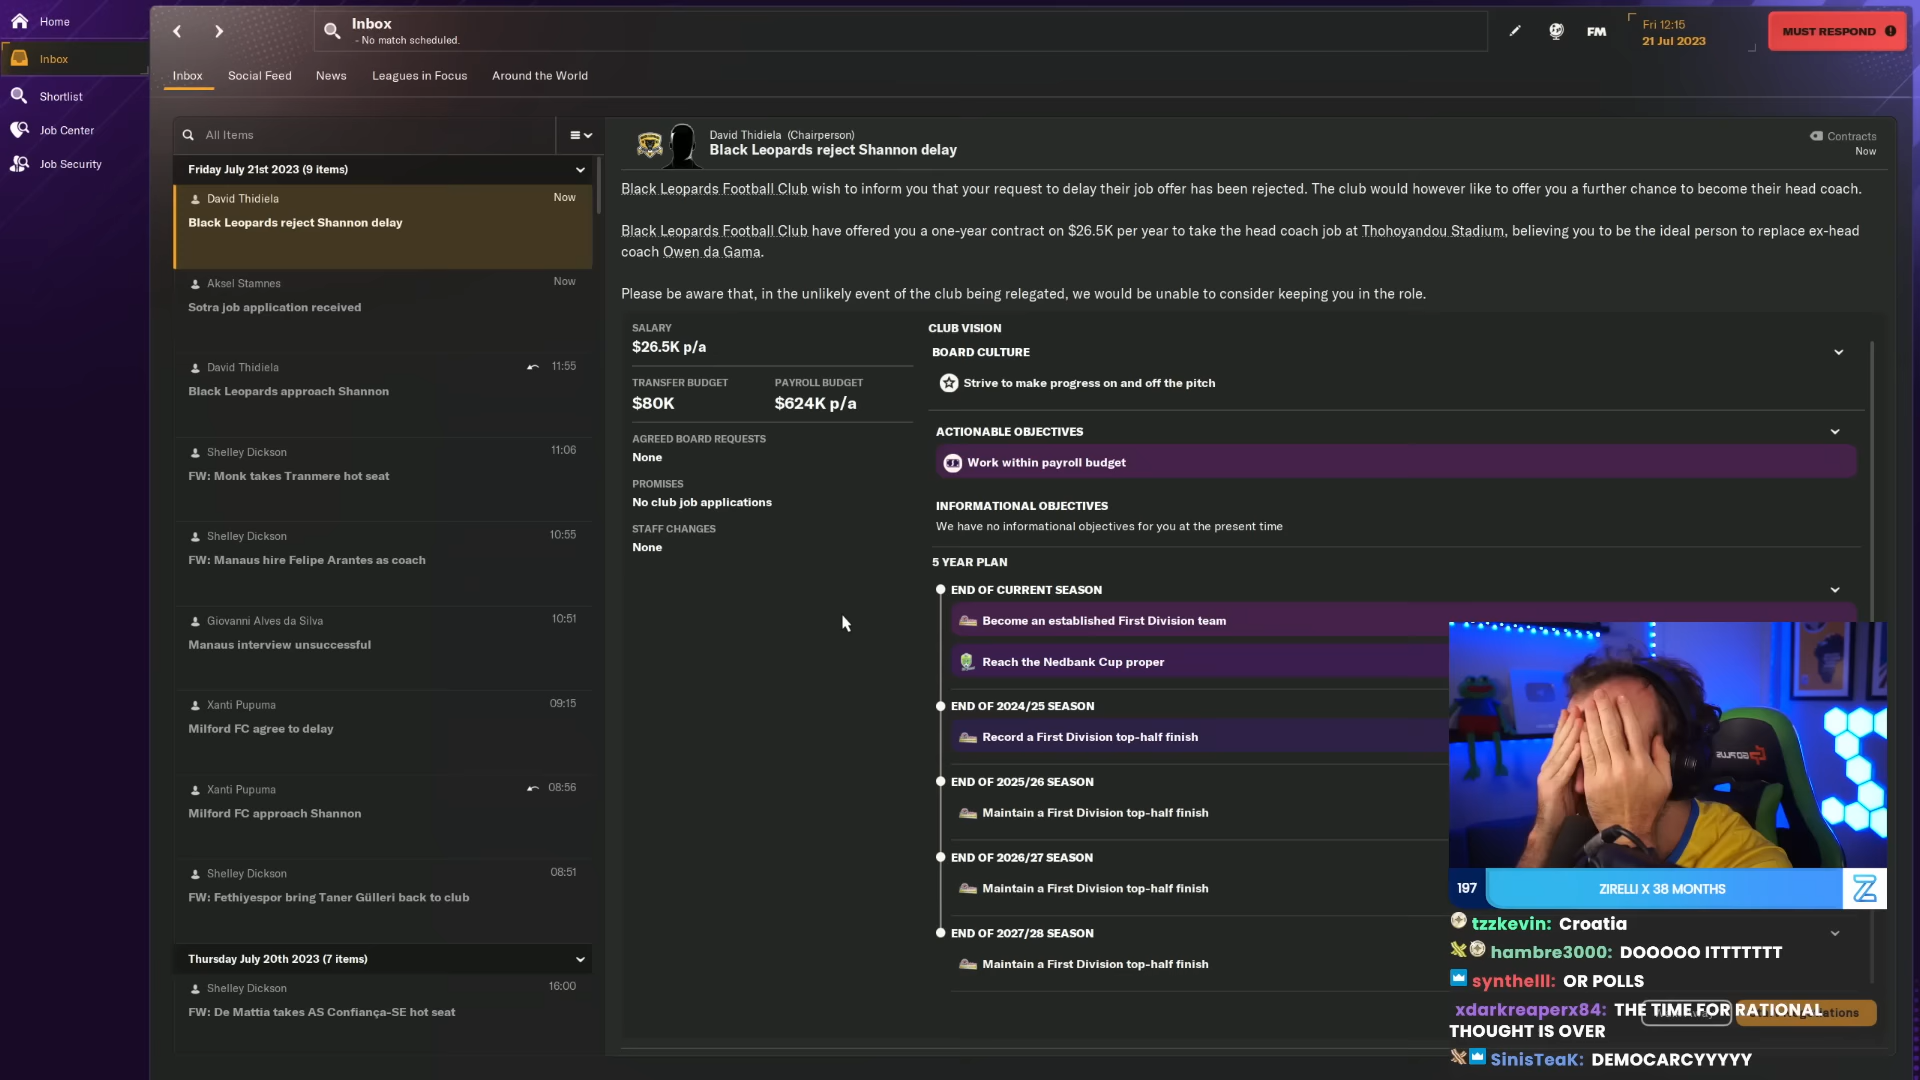 Home
Inbox
Shortlist
Job Center
Job Security
Inbox
- No match scheduled.
FM
Fri 12:15
21 Jul 2023
MUST RESPOND
Inbox
Social Feed
News
Leagues in Focus
Around the World
All Items
Friday July 21st 2023 (9 items)
David Thidiela
Now
Black Leopards reject Shannon delay
Aksel Stamnes
Now
Sotra job application received
David Thidiela
11:55
Black Leopards approach Shannon
Shelley Dickson
11:06
FW: Monk takes Tranmere hot seat
Shelley Dickson
10:55
FW: Manaus hire Felipe Arantes as coach
Giovanni Alves da Silva
10:51
Manaus interview unsuccessful
Xanti Pupuma
09:15
Milford FC agree to delay
Xanti Pupuma
08:56
Milford FC approach Shannon
Shelley Dickson
08:51
FW: Fethiyespor bring Taner Gülleri back to club
Thursday July 20th 2023 (7 items)
Shelley Dickson
16:00
FW: De Mattia takes AS Confiança-SE hot seat
David Thidiela (Chairperson)
Black Leopards reject Shannon delay
Contracts
Now
Black Leopards Football Club wish to inform you that your request to delay their job offer has been rejected. The club would however like to offer you a further chance to become their head coach.
Black Leopards Football Club have offered you a one-year contract on $26.5K per year to take the head coach job at Thohoyandou Stadium, believing you to be the ideal person to replace ex-head
coach Owen da Gama.
Please be aware that, in the unlikely event of the club being relegated, we would be unable to consider keeping you in the role.
SALARY
$26.5K p/a
TRANSFER BUDGET
PAYROLL BUDGET
$80K
$624K p/a
AGREED BOARD REQUESTS
None
PROMISES
No club job applications
STAFF CHANGES
None
CLUB VISION
BOARD CULTURE
Strive to make progress on and off the pitch
ACTIONABLE OBJECTIVES
Work within payroll budget
INFORMATIONAL OBJECTIVES
We have no informational objectives for you at the present time
5 YEAR PLAN
END OF CURRENT SEASON
Become an established First Division team
Reach the Nedbank Cup proper
END OF 2024/25 SEASON
Record a First Division top-half finish
END OF 2025/26 SEASON
Maintain a First Division top-half finish
END OF 2026/27 SEASON
Maintain a First Division top-half finish
END OF 2027/28 SEASON
Maintain a First Division top-half finish
197
ZIRELLI X 38 MONTHS
Z
tzzkevin: Croatia
hambre3000: DOOOOO ITTTTTTT
synthelll: OR POLLS
xdarkreaperx84: THE TIME FOR RATIONAL
THOUGHT IS OVER
SinisTeaK: DEMOCARCYYYYY